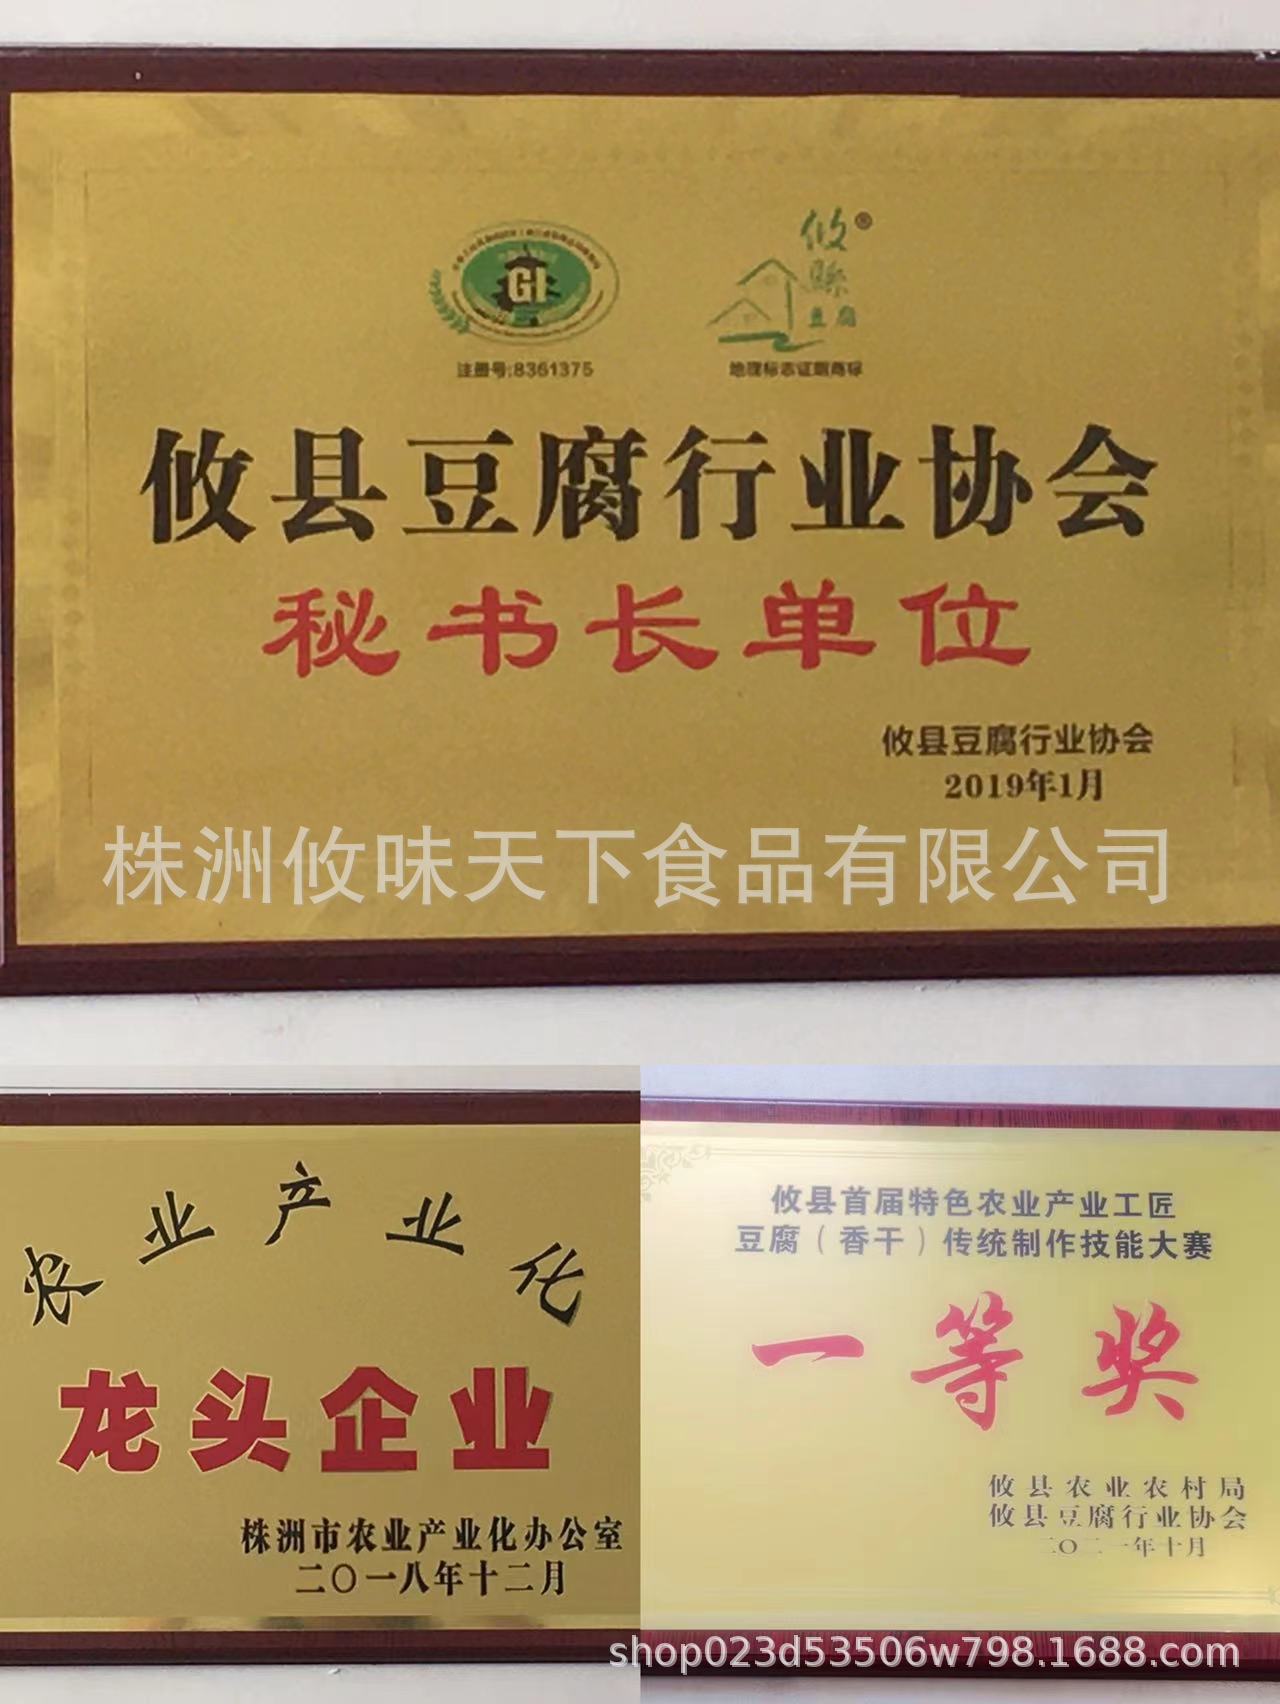 GI
攸縣
豆腐
®
注册号:8361375
地理标志证明商标
攸县豆腐行业协会
秘书长单位
攸县豆腐行业协会
2019年1月
株洲攸味天下食品有限公司
农业产业化
龙头企业
株洲市农业产业化办公室
二〇一八年十二月
攸县首届特色农业产业工匠
豆腐（香干）传统制作技能大赛
一等奖
攸县农业农村局
攸县豆腐行业协会
二〇二一年十月
shop023d53506w798.1688.com